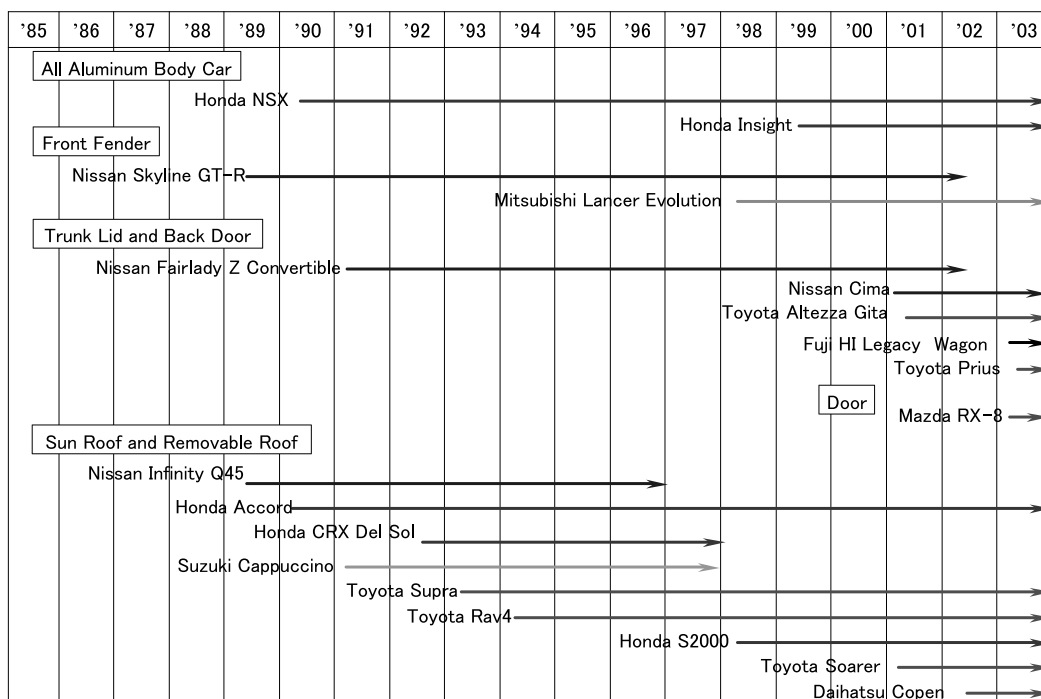 '85 '86 '87 '88 '89 '90 '91 '92 '93 '94 '95 '96 '97 '98 '99 '00 '01 '02 '03
All Aluminum Body Car
Honda NSX
Honda Insight
Front Fender
Nissan Skyline GT-R
Mitsubishi Lancer Evolution
Trunk Lid and Back Door
Nissan Fairlady Z Convertible
Nissan Cima
Toyota Altezza Gita
Fuji HI Legacy Wagon
Toyota Prius
Door
Mazda RX-8
Sun Roof and Removable Roof
Nissan Infinity Q45
Honda Accord
Honda CRX Del Sol
Suzuki Cappuccino
Toyota Supra
Toyota Rav4
Honda S2000
Toyota Soarer
Daihatsu Copen